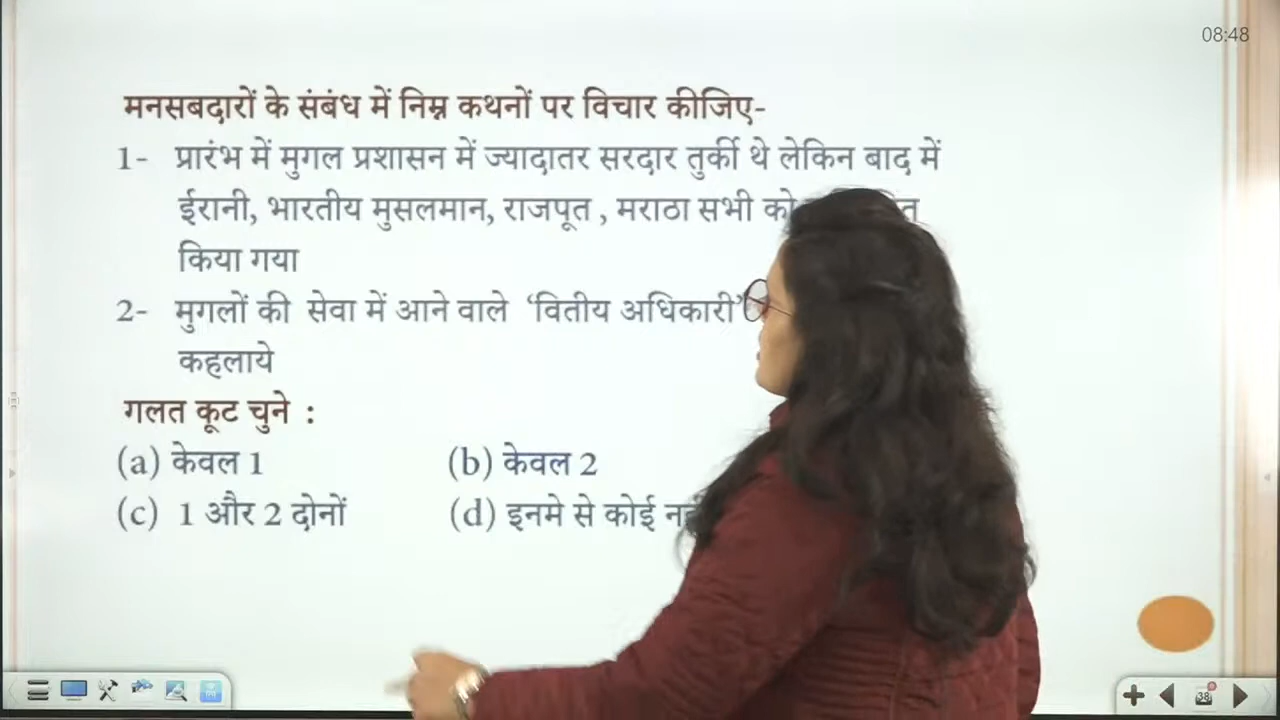 08:48
मनसबदारों के संबंध में निम्न कथनों पर विचार कीजिए-
1- प्रारंभ में मुगल प्रशासन में ज्यादातर सरदार तुर्की थे लेकिन बाद में
ईरानी, भारतीय मुसलमान, राजपूत , मराठा सभी को
किया गया
2- मुगलों की सेवा में आने वाले ‘वितीय अधिकारी’
कहलाये
गलत कूट चुने :
(a) केवल 1 (b) केवल 2
(c) 1 और 2 दोनों (d) इनमे से कोई
38